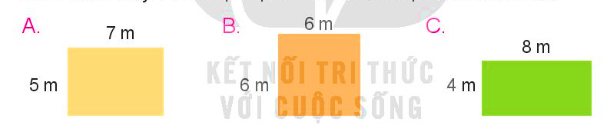 A.
7 m
5 m
B.
6 m
6 m
C.
8 m
4 m
KẾT NỐI TRI THỨC
VỚI CUỘC SỐNG